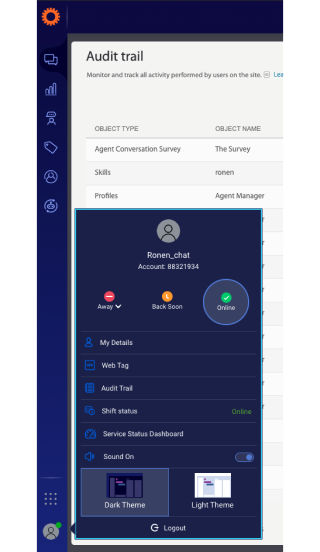 Audit trail
Monitor and track all activity performed by users on the site.
OBJECT TYPE OBJECT NAME
Agent Conversation Survey The Survey
Skills ronen
Profiles Agent Manager
Ronen_chat
Account: 88321934
Away Back Soon Online
My Details
Web Tag
Audit Trail
Shift status Online
Service Status Dashboard
Sound On
Dark Theme Light Theme
Logout